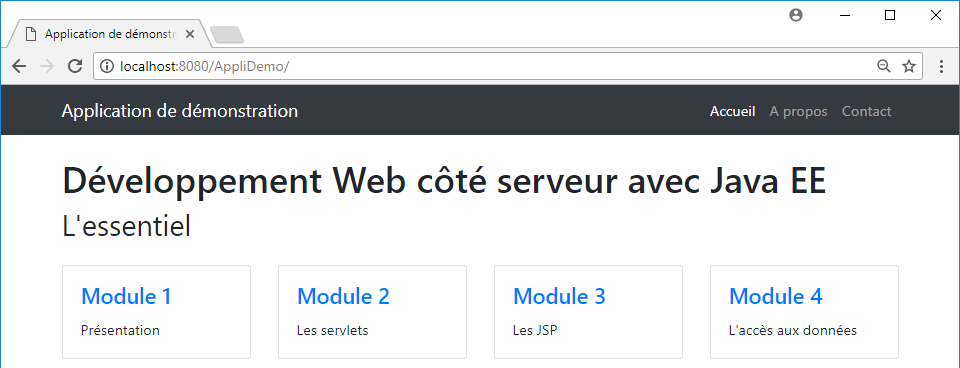 Application de démonstr
localhost:8080/AppliDemo/
Application de démonstration
Accueil A propos Contact
Développement Web côté serveur avec Java EE
L'essentiel
Module 1
Présentation
Module 2
Les servlets
Module 3
Les JSP
Module 4
L'accès aux données